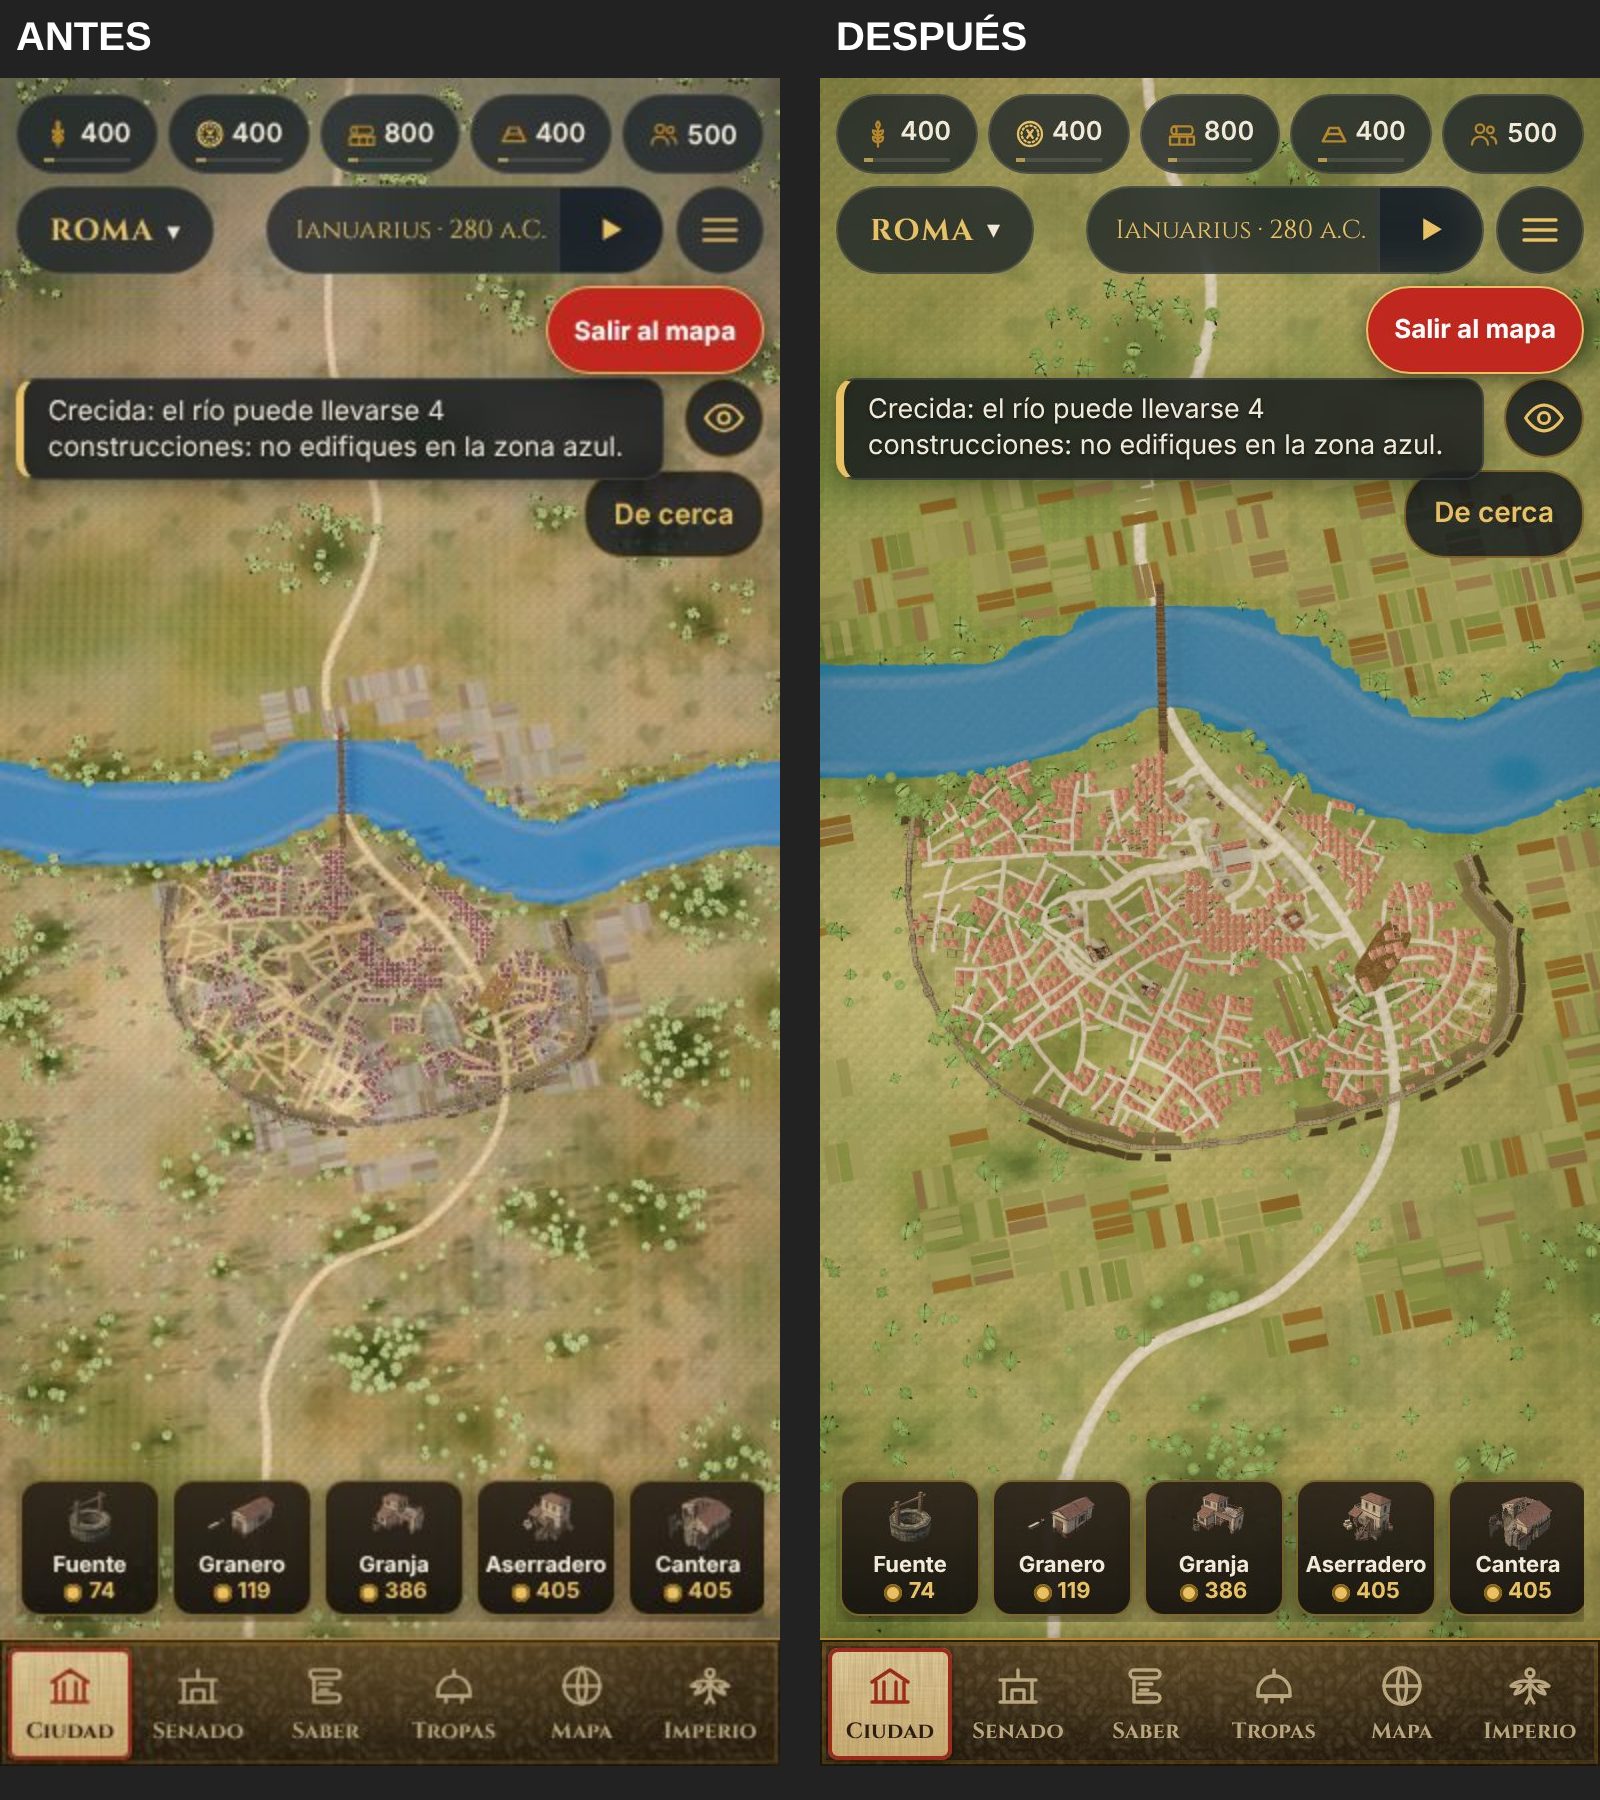 ANTES
400 400 800 400 500
ROMA ▾ IANUARIUS · 280 A.C.
Salir al mapa
Crecida: el río puede llevarse 4
construcciones: no edifiques en la zona azul.
De cerca
Fuente Granero Granja Aserradero Cantera
74 119 386 405 405
CIUDAD SENADO SABER TROPAS MAPA IMPERIO
DESPUÉS
400 400 800 400 500
ROMA ▾ IANUARIUS · 280 A.C.
Salir al mapa
Crecida: el río puede llevarse 4
construcciones: no edifiques en la zona azul.
De cerca
Fuente Granero Granja Aserradero Cantera
74 119 386 405 405
CIUDAD SENADO SABER TROPAS MAPA IMPERIO